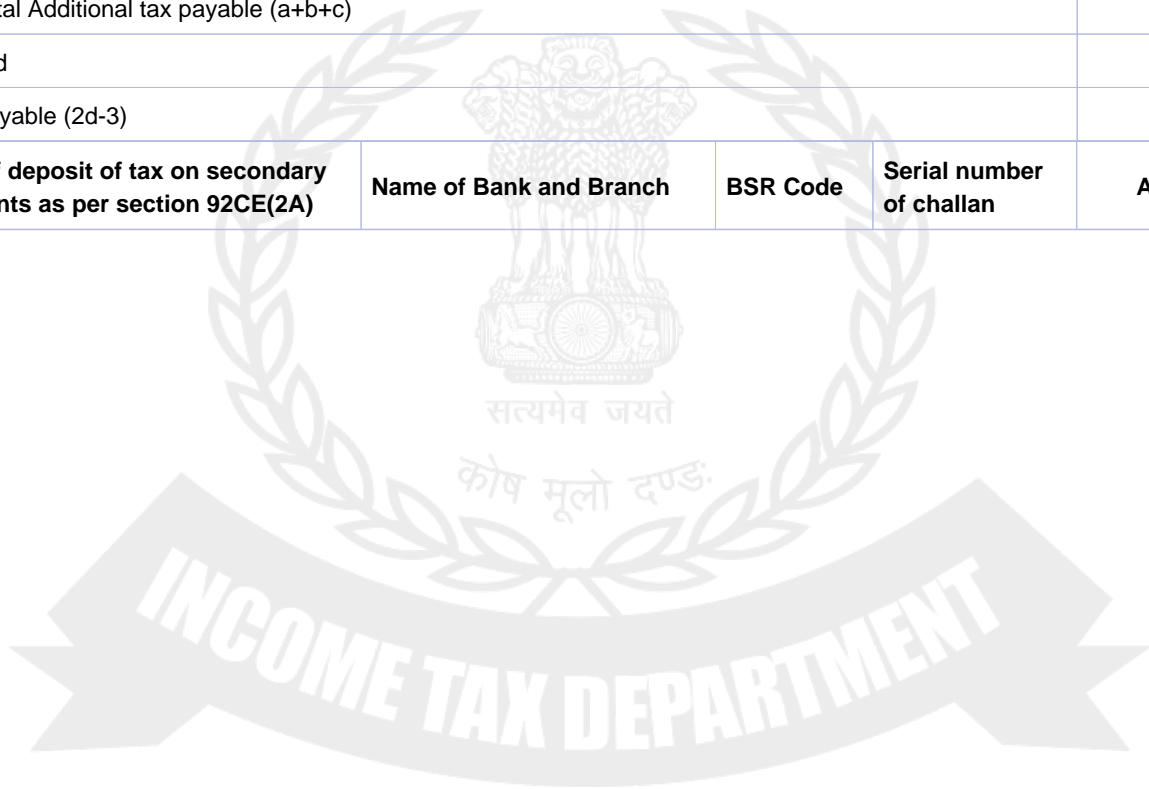 tal Additional tax payable (a+b+c)
d
yable (2d-3)
f deposit of tax on secondary
nts as per section 92CE(2A)
Name of Bank and Branch
BSR Code
Serial number
of challan
A
सत्यमेव जयते
कोष मूलो दण्डः
INCOME TAX DEPARTMENT